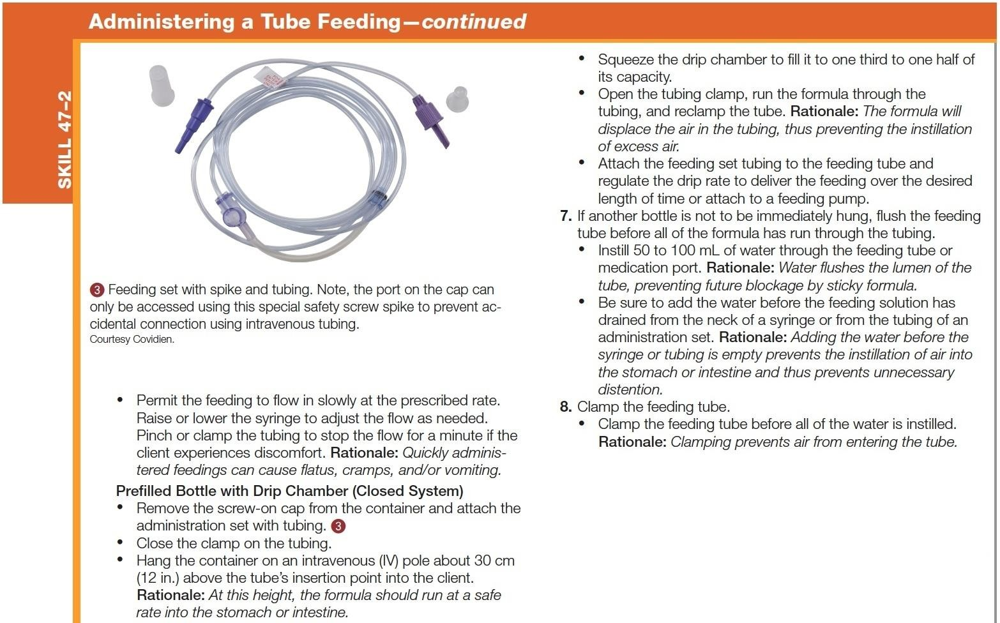 Administering a Tube Feeding—continued
SKILL 47–2
3 Feeding set with spike and tubing. Note, the port on the cap can
only be accessed using this special safety screw spike to prevent ac-
cidental connection using intravenous tubing.
Courtesy Covidien.
• Permit the feeding to flow in slowly at the prescribed rate.
Raise or lower the syringe to adjust the flow as needed.
Pinch or clamp the tubing to stop the flow for a minute if the
client experiences discomfort. Rationale: Quickly adminis-
tered feedings can cause flatus, cramps, and/or vomiting.
Prefilled Bottle with Drip Chamber (Closed System)
• Remove the screw-on cap from the container and attach the
administration set with tubing. 3
• Close the clamp on the tubing.
• Hang the container on an intravenous (IV) pole about 30 cm
(12 in.) above the tube’s insertion point into the client.
Rationale: At this height, the formula should run at a safe
rate into the stomach or intestine.
• Squeeze the drip chamber to fill it to one third to one half of
its capacity.
• Open the tubing clamp, run the formula through the
tubing, and reclamp the tube. Rationale: The formula will
displace the air in the tubing, thus preventing the instillation
of excess air.
• Attach the feeding set tubing to the feeding tube and
regulate the drip rate to deliver the feeding over the desired
length of time or attach to a feeding pump.
7. If another bottle is not to be immediately hung, flush the feeding
tube before all of the formula has run through the tubing.
• Instill 50 to 100 mL of water through the feeding tube or
medication port. Rationale: Water flushes the lumen of the
tube, preventing future blockage by sticky formula.
• Be sure to add the water before the feeding solution has
drained from the neck of a syringe or from the tubing of an
administration set. Rationale: Adding the water before the
syringe or tubing is empty prevents the instillation of air into
the stomach or intestine and thus prevents unnecessary
distention.
8. Clamp the feeding tube.
• Clamp the feeding tube before all of the water is instilled.
Rationale: Clamping prevents air from entering the tube.